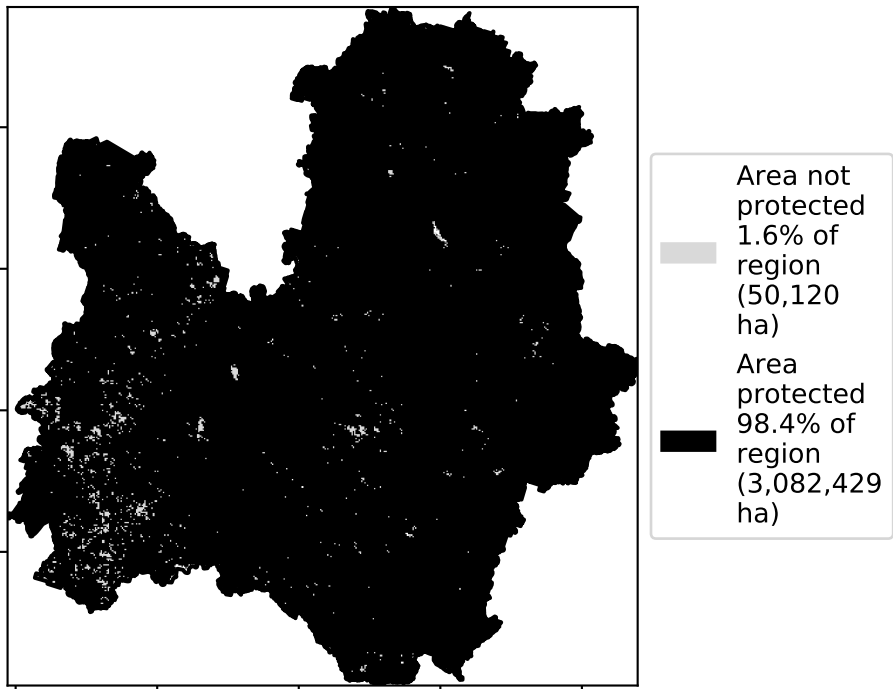 Area not
protected
1.6% of
region
(50,120
ha)
Area
protected
98.4% of
region
(3,082,429
ha)